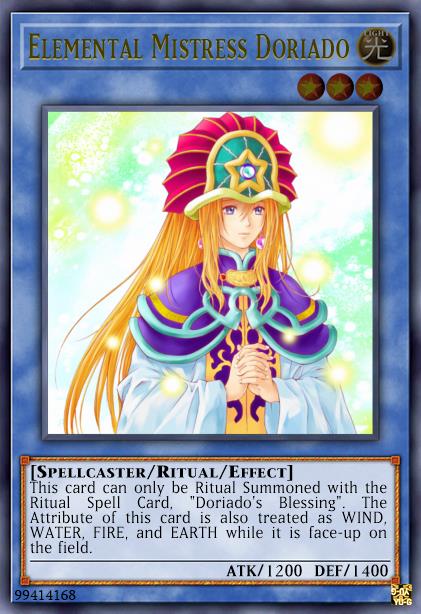 Elemental Mistress Doriado
LIGHT
光
[Spellcaster/Ritual/Effect]
This card can only be Ritual Summoned with the
Ritual Spell Card, "Doriado's Blessing". The
Attribute of this card is also treated as WIND,
WATER, FIRE, and EARTH while it is face-up on
the field.
ATK/1200 DEF/1400
99414168